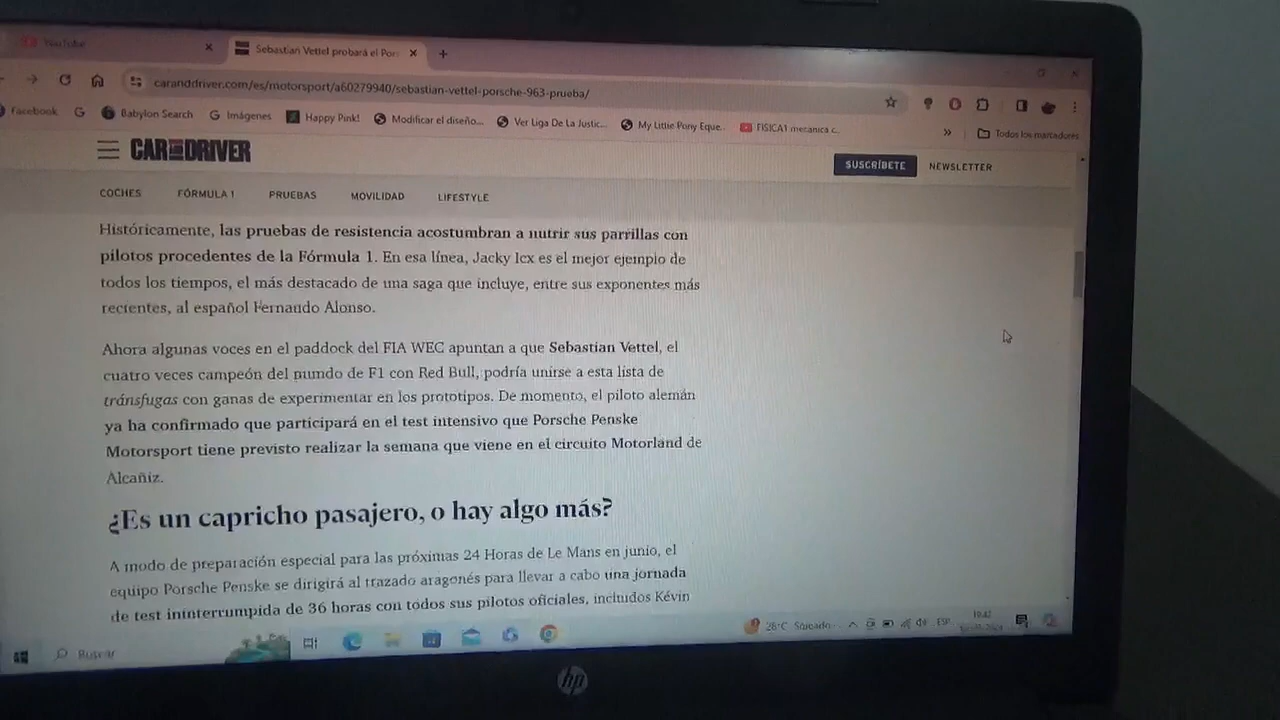 YouTube
Sebastian Vettel probará el Pors
caranddriver.com/es/motorsport/a60279940/sebastian-vettel-porsche-963-prueba/
Facebook
Babylon Search
Imágenes
Happy Pink!
Modificar el diseño...
Ver Liga De La Justic...
My Little Pony Eque...
FISICA1 mecanica c...
»
Todos los marcadores
CAR AND DRIVER
SUSCRÍBETE
NEWSLETTER
COCHES
FÓRMULA 1
PRUEBAS
MOVILIDAD
LIFESTYLE
Históricamente, las pruebas de resistencia acostumbran a nutrir sus parrillas con
pilotos procedentes de la Fórmula 1. En esa línea, Jacky Icx es el mejor ejemplo de
todos los tiempos, el más destacado de una saga que incluye, entre sus exponentes más
recientes, al español Fernando Alonso.
Ahora algunas voces en el paddock del FIA WEC apuntan a que Sebastian Vettel, el
cuatro veces campeón del mundo de F1 con Red Bull, podría unirse a esta lista de
tránsfugas con ganas de experimentar en los prototipos. De momento, el piloto alemán
ya ha confirmado que participará en el test intensivo que Porsche Penske
Motorsport tiene previsto realizar la semana que viene en el circuito Motorland de
Alcañiz.
¿Es un capricho pasajero, o hay algo más?
A modo de preparación especial para las próximas 24 Horas de Le Mans en junio, el
equipo Porsche Penske se dirigirá al trazado aragonés para llevar a cabo una jornada
de test ininterrumpida de 36 horas con todos sus pilotos oficiales, incluidos Kévin
Buscar
26°C
ESP
hp